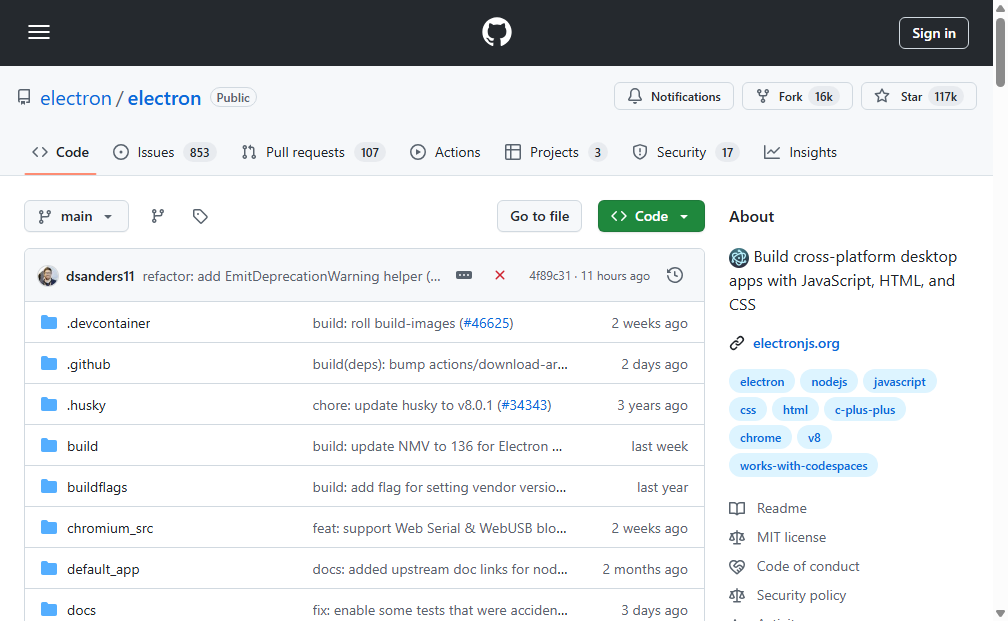 Sign in
electron / electron Public
Notifications Fork 16k Star 117k
Code Issues 853 Pull requests 107 Actions Projects 3 Security 17 Insights
main Go to file Code
dsanders11 refactor: add EmitDeprecationWarning helper (... 4f89c31 · 11 hours ago
.devcontainer build: roll build-images (#46625) 2 weeks ago
.github build(deps): bump actions/download-ar... 2 days ago
.husky chore: update husky to v8.0.1 (#34343) 3 years ago
build build: update NMV to 136 for Electron ... last week
buildflags build: add flag for setting vendor versio... last year
chromium_src feat: support Web Serial & WebUSB blo... 2 weeks ago
default_app docs: added upstream doc links for nod... 2 months ago
docs fix: enable some tests that were acciden... 3 days ago
About
Build cross-platform desktop
apps with JavaScript, HTML, and
CSS
electronjs.org
electron nodejs javascript
css html c-plus-plus
chrome v8
works-with-codespaces
Readme
MIT license
Code of conduct
Security policy